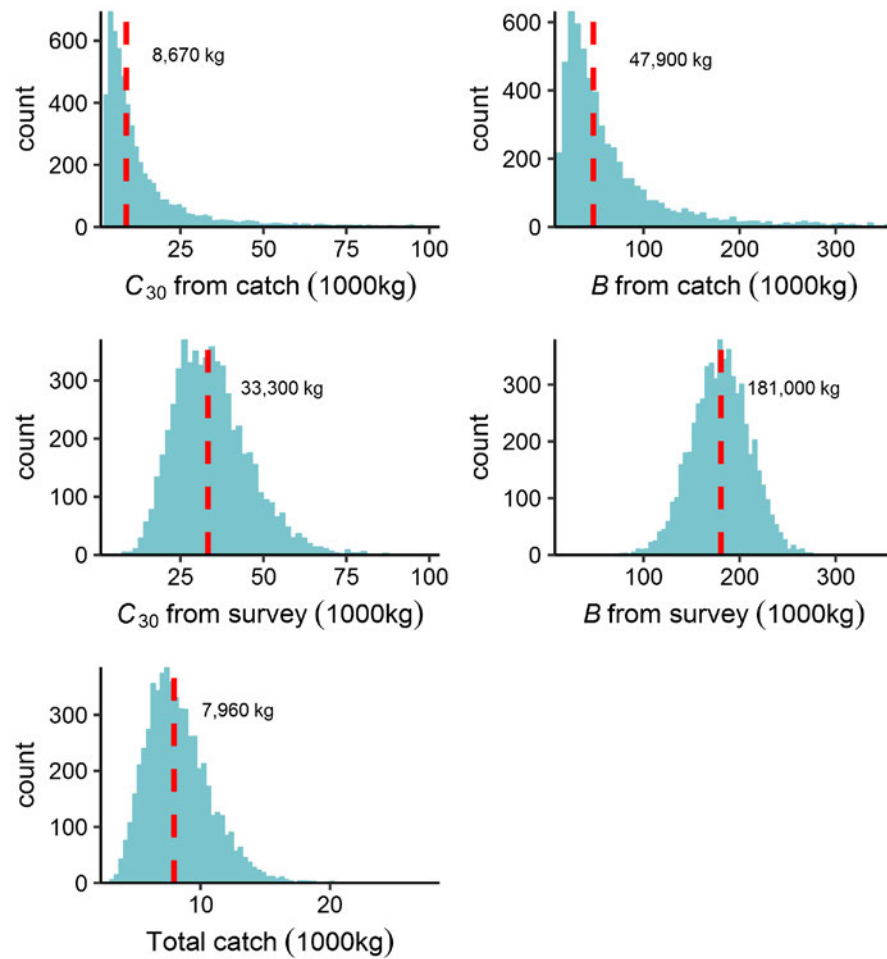 600
400
200
0
count
8,670 kg
25 50 75 100
C₃₀ from catch (1000kg)
600
400
200
0
count
47,900 kg
100 200 300
B from catch (1000kg)
300
200
100
0
count
33,300 kg
25 50 75 100
C₃₀ from survey (1000kg)
300
200
100
0
count
181,000 kg
100 200 300
B from survey (1000kg)
300
200
100
0
count
7,960 kg
10 20
Total catch (1000kg)